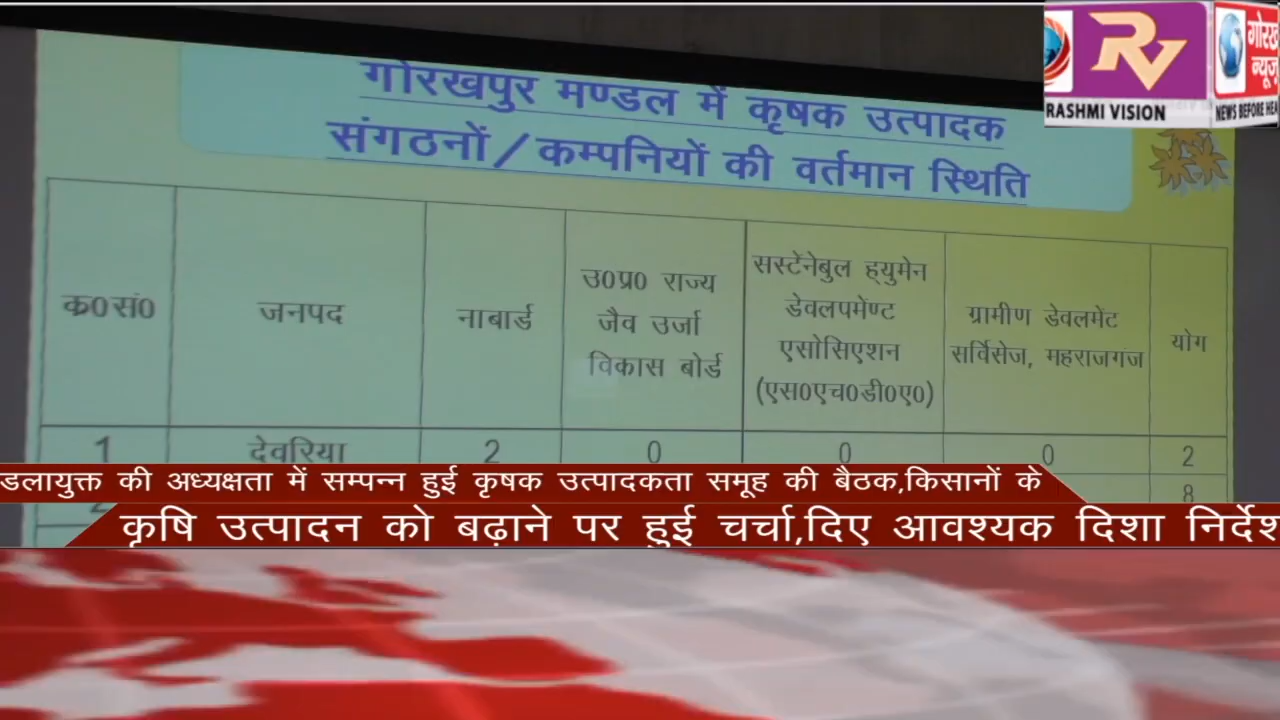 RV
RASHMI VISION
गोरख
न्यूज़
NEWS BEFORE HEA
गोरखपुर मण्डल में कृषक उत्पादक
संगठनों/कम्पनियों की वर्तमान स्थिति
क0सं0
जनपद
नाबार्ड
उ0प्र0 राज्य
जैव उर्जा
विकास बोर्ड
सस्टेंनेबुल ह्युमेन
डेवलपमेंण्ट
एसोसिएशन
(एस0एच0डी0ए0)
ग्रामीण डेवलमेंट
सर्विसेज, महराजगंज
योग
1 देवरिया 2 0 0 0 2
8
डलायुक्त की अध्यक्षता में सम्पन्न हुई कृषक उत्पादकता समूह की बैठक,किसानों के
कृषि उत्पादन को बढ़ाने पर हुई चर्चा,दिए आवश्यक दिशा निर्देश